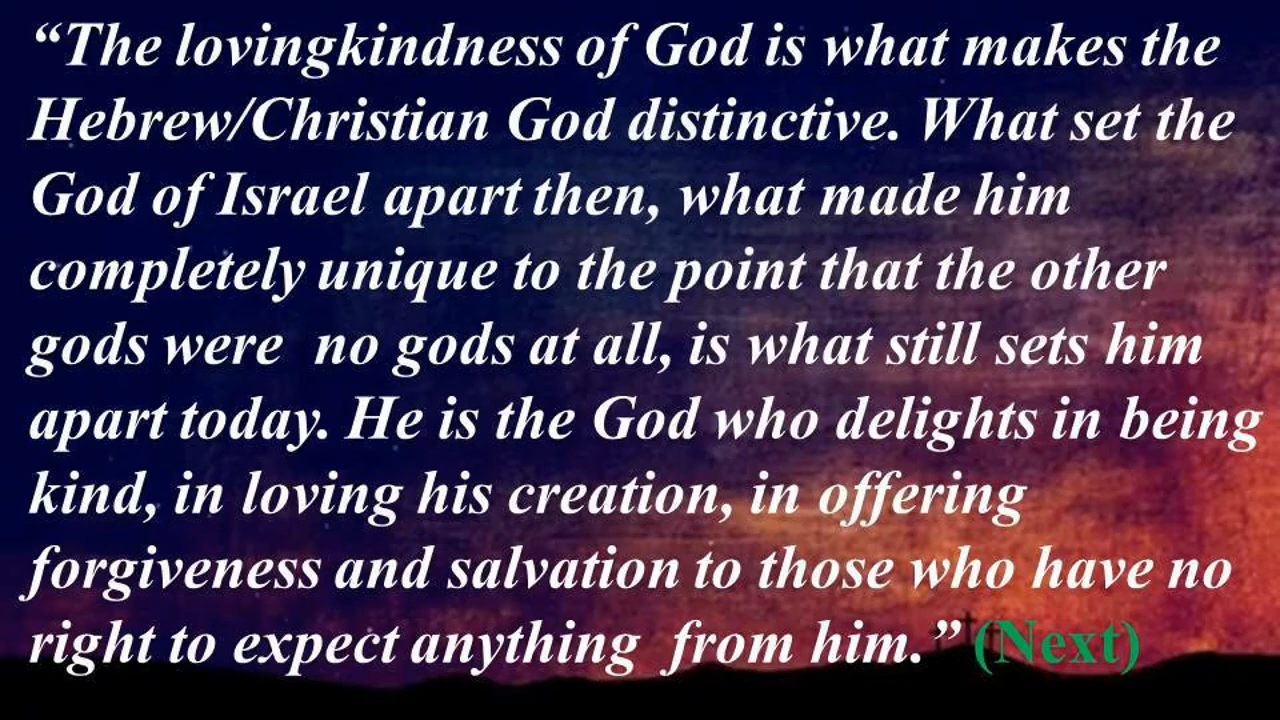 “The lovingkindness of God is what makes the
Hebrew/Christian God distinctive. What set the
God of Israel apart then, what made him
completely unique to the point that the other
gods were  no gods at all, is what still sets him
apart today. He is the God who delights in being
kind, in loving his creation, in offering
forgiveness and salvation to those who have no
right to expect anything  from him.” (Next)